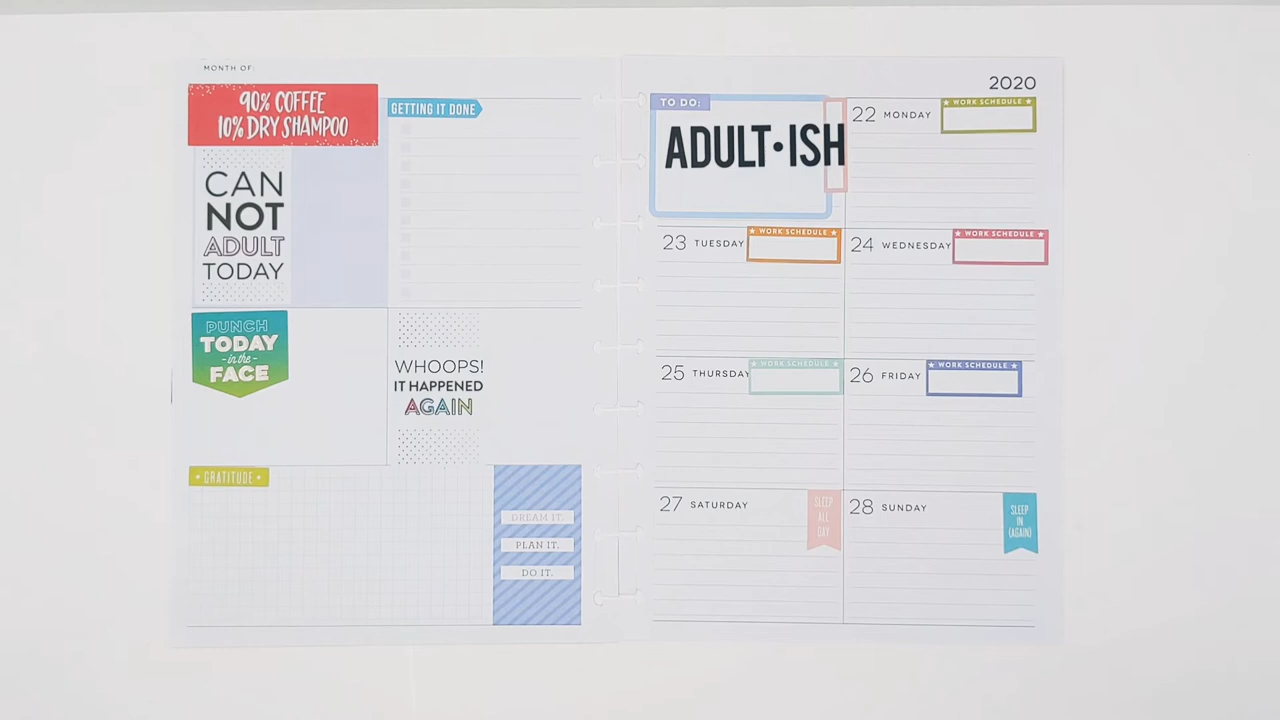 MONTH OF:
90% COFFEE
10% DRY SHAMPOO
CAN
NOT
ADULT
TODAY
GETTING IT DONE
PUNCH
TODAY
-in the-
FACE
WHOOPS!
IT HAPPENED
AGAIN
★ GRATITUDE ★
DREAM IT.
PLAN IT.
DO IT.
2020
TO DO:
ADULT•ISH
22 MONDAY
★ WORK SCHEDULE ★
23 TUESDAY
★ WORK SCHEDULE ★
24 WEDNESDAY
★ WORK SCHEDULE ★
25 THURSDAY
★ WORK SCHEDULE ★
26 FRIDAY
★ WORK SCHEDULE ★
27 SATURDAY
SLEEP
ALL
DAY
28 SUNDAY
SLEEP
IN
(AGAIN)